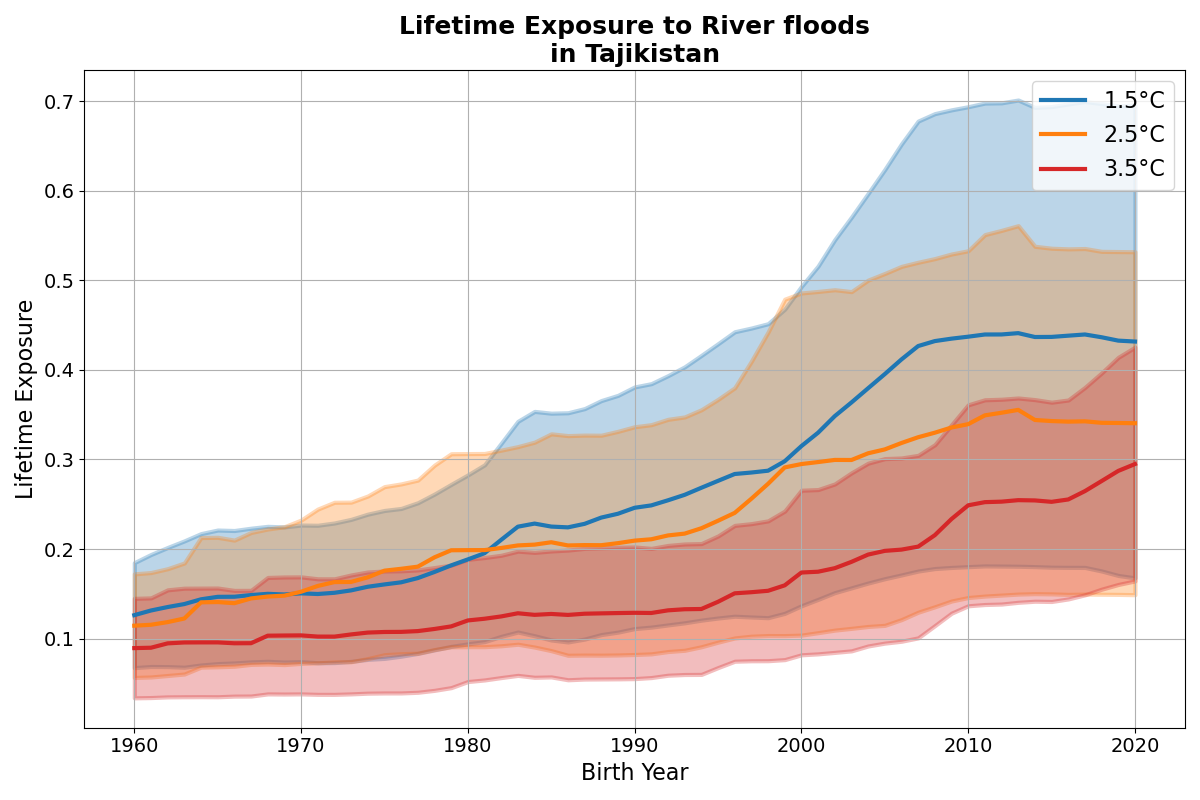 Lifetime Exposure to River floods
in Tajikistan
Lifetime Exposure
0.7
0.6
0.5
0.4
0.3
0.2
0.1
1.5°C
2.5°C
3.5°C
1960 1970 1980 1990 2000 2010 2020
Birth Year